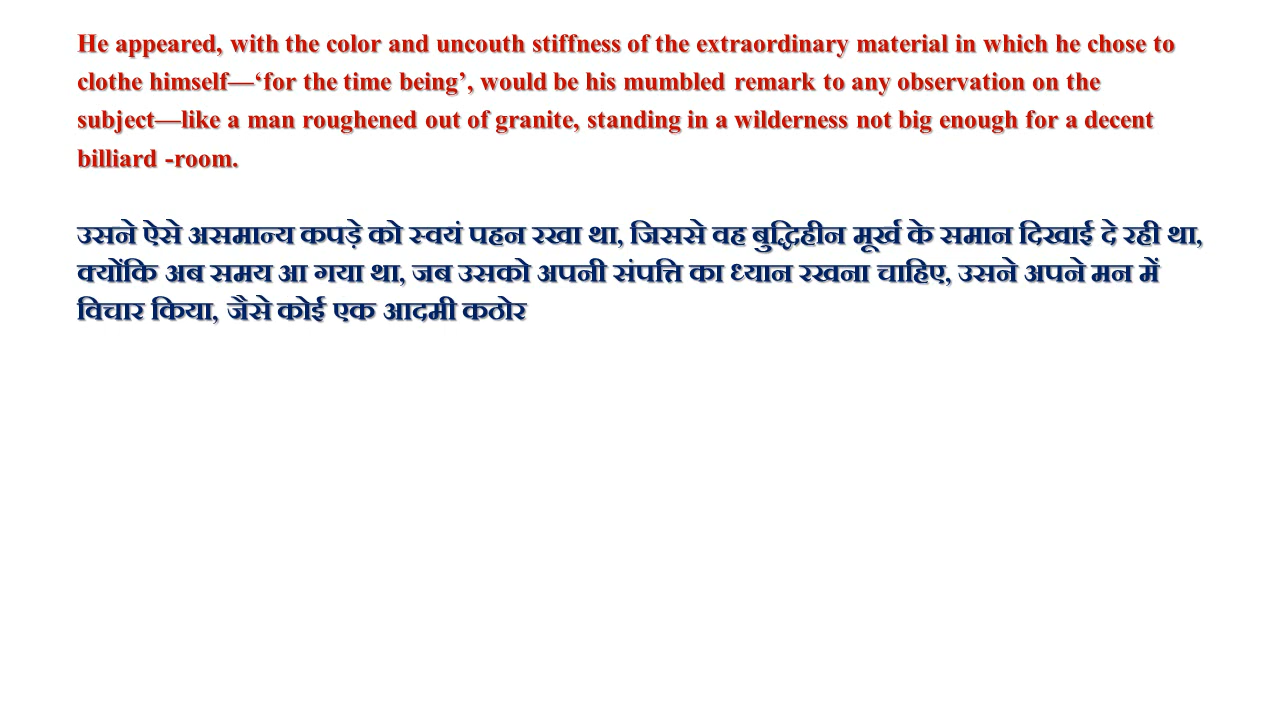 He appeared, with the color and uncouth stiffness of the extraordinary material in which he chose to
clothe himself—‘for the time being’, would be his mumbled remark to any observation on the
subject—like a man roughened out of granite, standing in a wilderness not big enough for a decent
billiard -room.
उसने ऐसे असमान्य कपड़े को स्वयं पहन रखा था, जिससे वह बुद्धिहीन मूर्ख के समान दिखाई दे रही था,
क्योंकि अब समय आ गया था, जब उसको अपनी संपत्ति का ध्यान रखना चाहिए, उसने अपने मन में
विचार किया, जैसे कोई एक आदमी कठोर